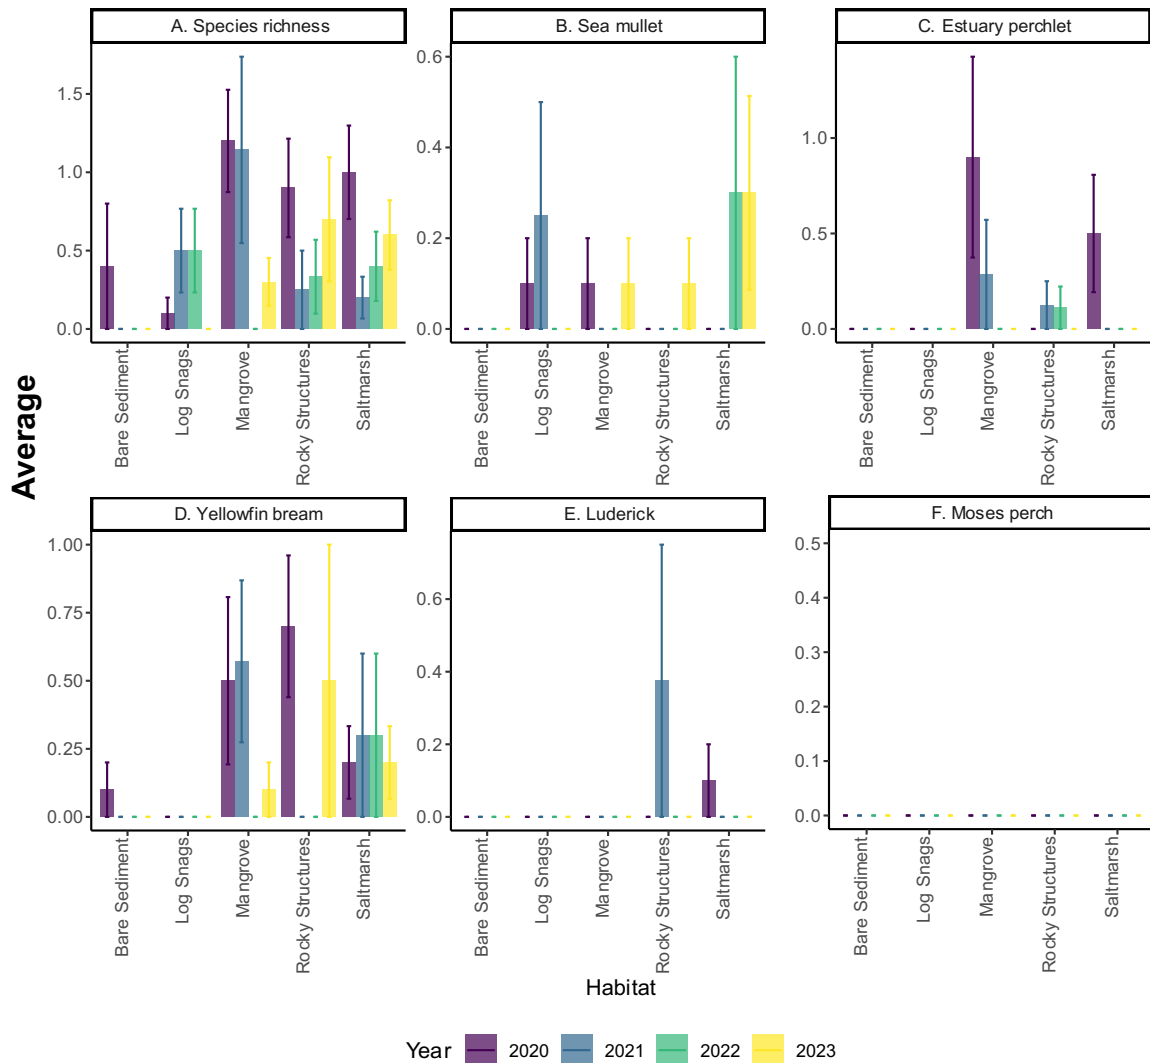 A. Species richness
B. Sea mullet
C. Estuary perchlet
1.5
1.0
0.5
0.0
0.6
0.4
0.2
0.0
1.0
0.5
0.0
Bare Sediment
Log Snags
Mangrove
Rocky Structures
Saltmarsh
Bare Sediment
Log Snags
Mangrove
Rocky Structures
Saltmarsh
Bare Sediment
Log Snags
Mangrove
Rocky Structures
Saltmarsh
Average
D. Yellowfin bream
E. Luderick
F. Moses perch
1.00
0.75
0.50
0.25
0.00
0.6
0.4
0.2
0.0
0.5
0.4
0.3
0.2
0.1
0.0
Bare Sediment
Log Snags
Mangrove
Rocky Structures
Saltmarsh
Bare Sediment
Log Snags
Mangrove
Rocky Structures
Saltmarsh
Bare Sediment
Log Snags
Mangrove
Rocky Structures
Saltmarsh
Habitat
Year 2020 2021 2022 2023